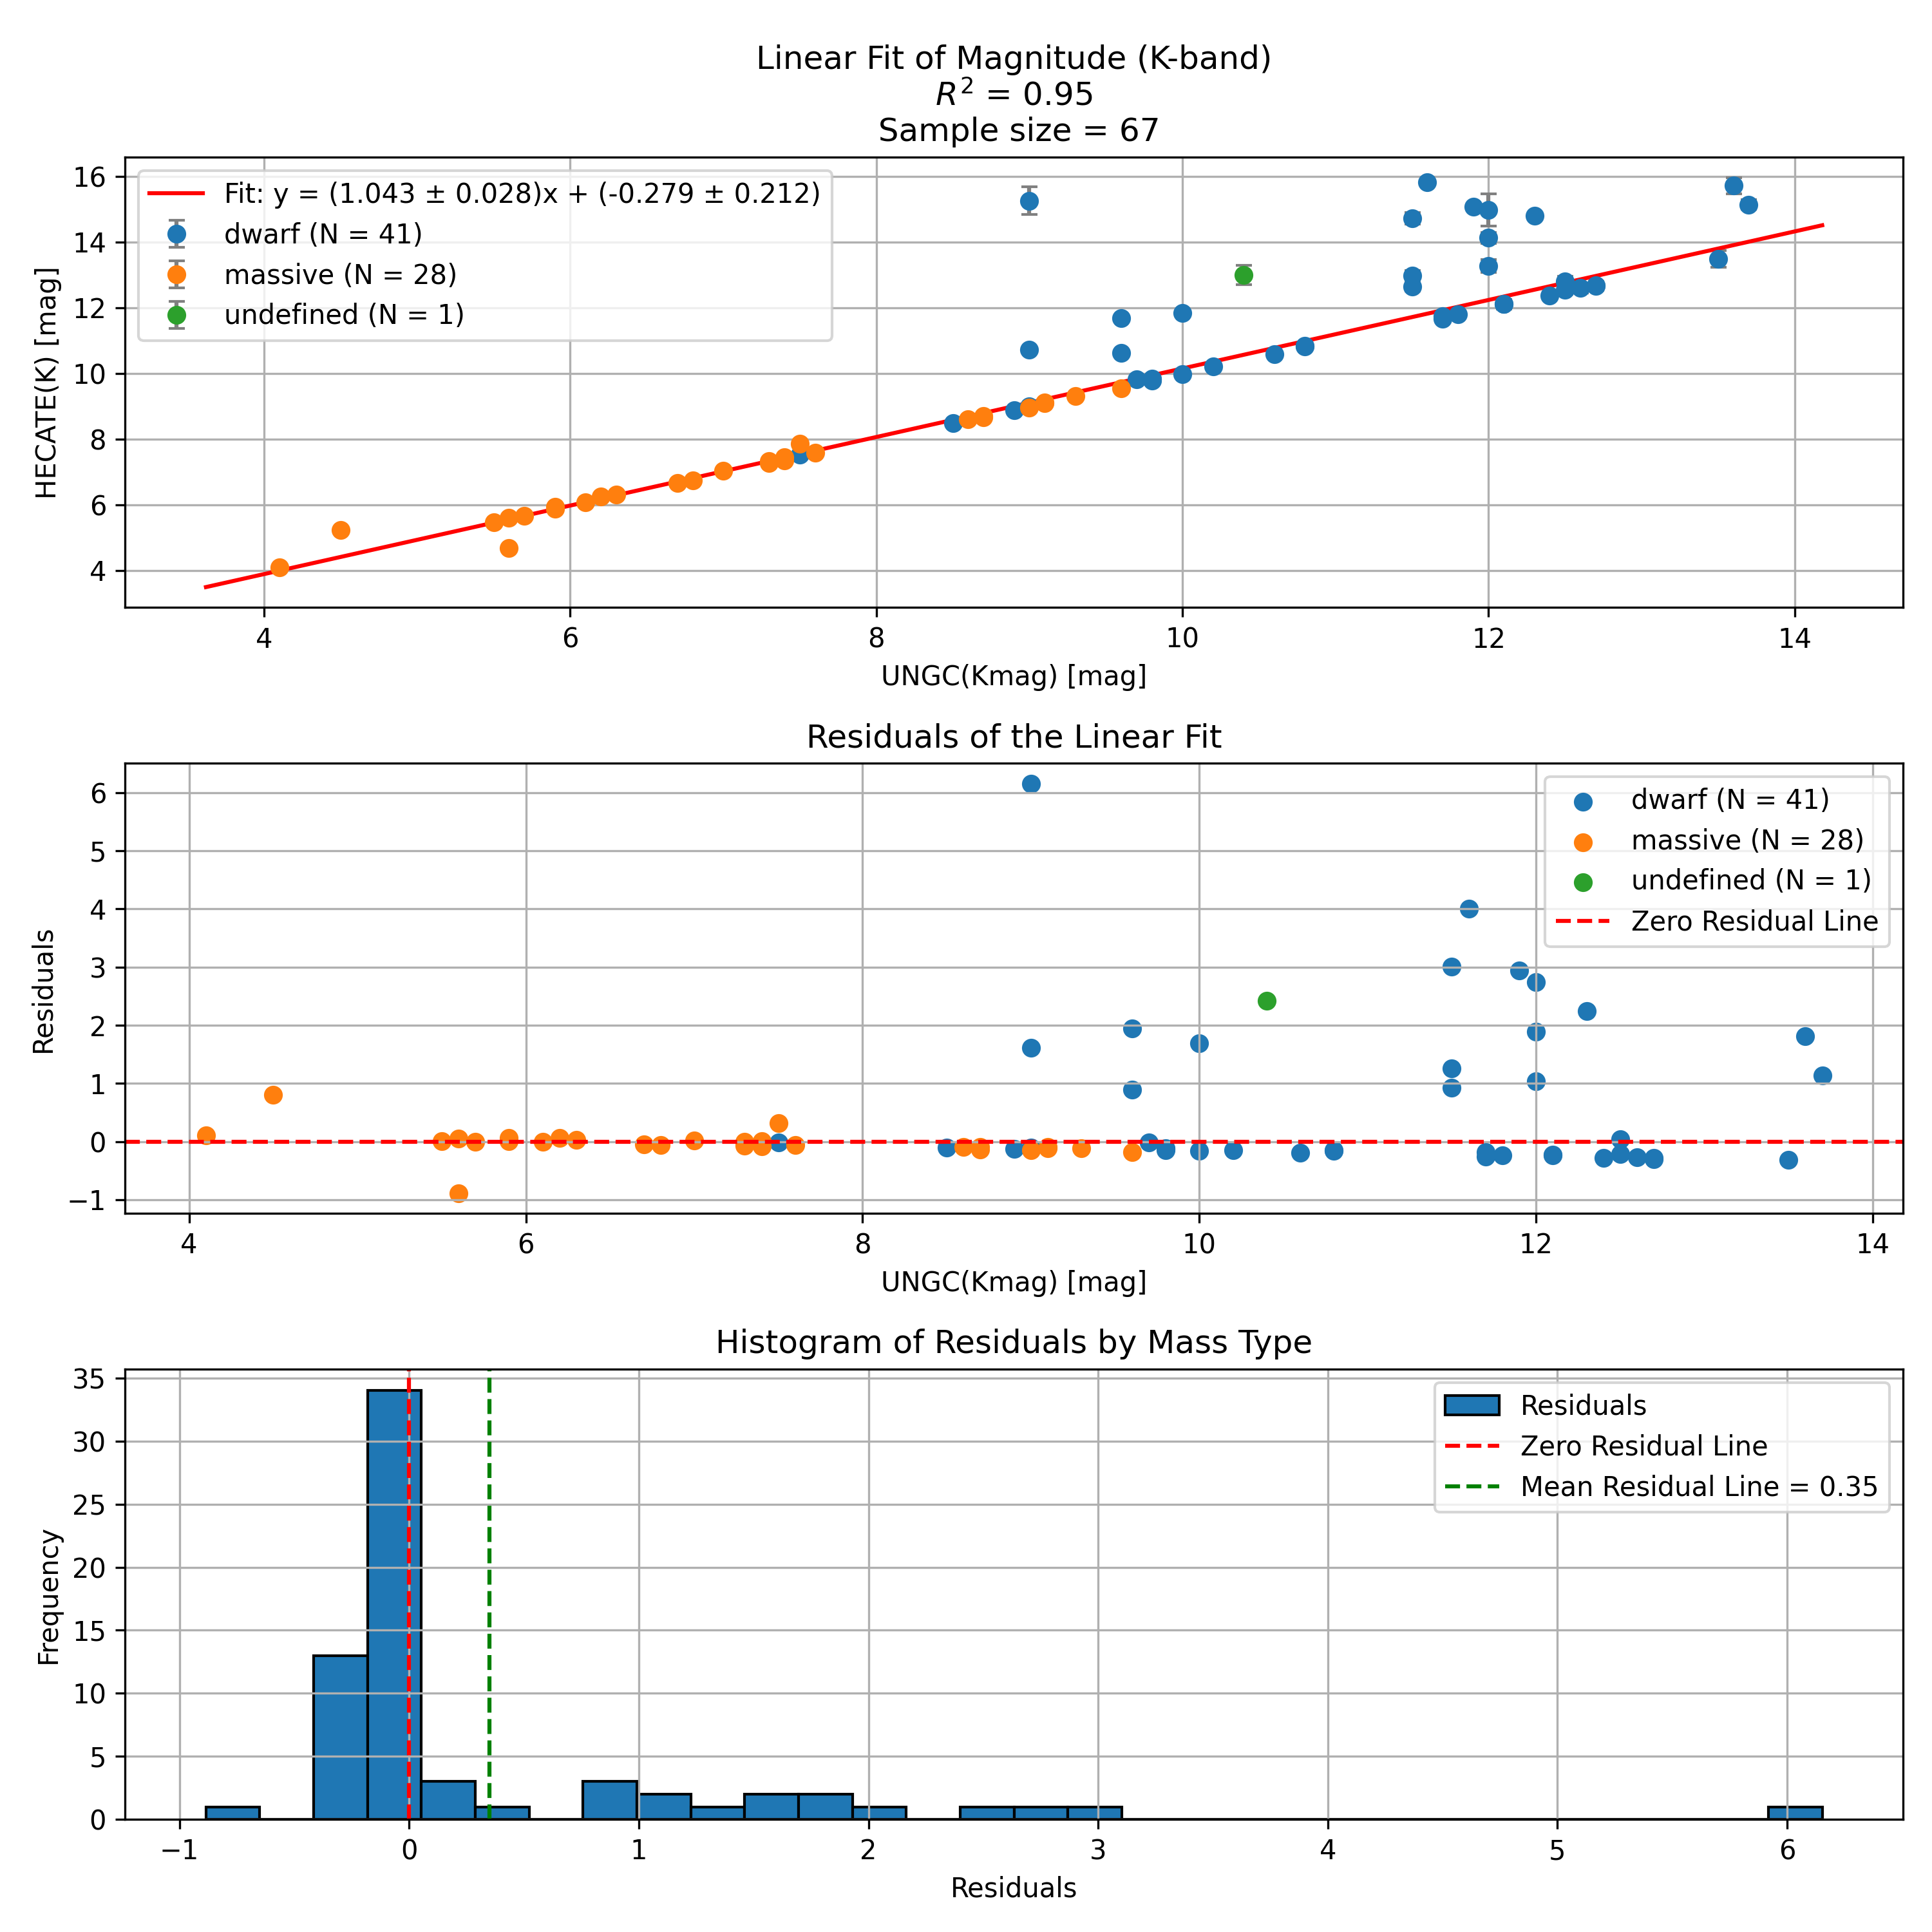 Linear Fit of Magnitude (K-band)
R² = 0.95
Sample size = 67
16
14
12
10
8
6
4
HECATE(K) [mag]
Fit: y = (1.043 ± 0.028)x + (-0.279 ± 0.212)
dwarf (N = 41)
massive (N = 28)
undefined (N = 1)
4 6 8 10 12 14
UNGC(Kmag) [mag]
Residuals of the Linear Fit
6
5
4
3
2
1
0
−1
Residuals
dwarf (N = 41)
massive (N = 28)
undefined (N = 1)
Zero Residual Line
4 6 8 10 12 14
UNGC(Kmag) [mag]
Histogram of Residuals by Mass Type
35
30
25
20
15
10
5
0
Frequency
Residuals
Zero Residual Line
Mean Residual Line = 0.35
−1 0 1 2 3 4 5 6
Residuals